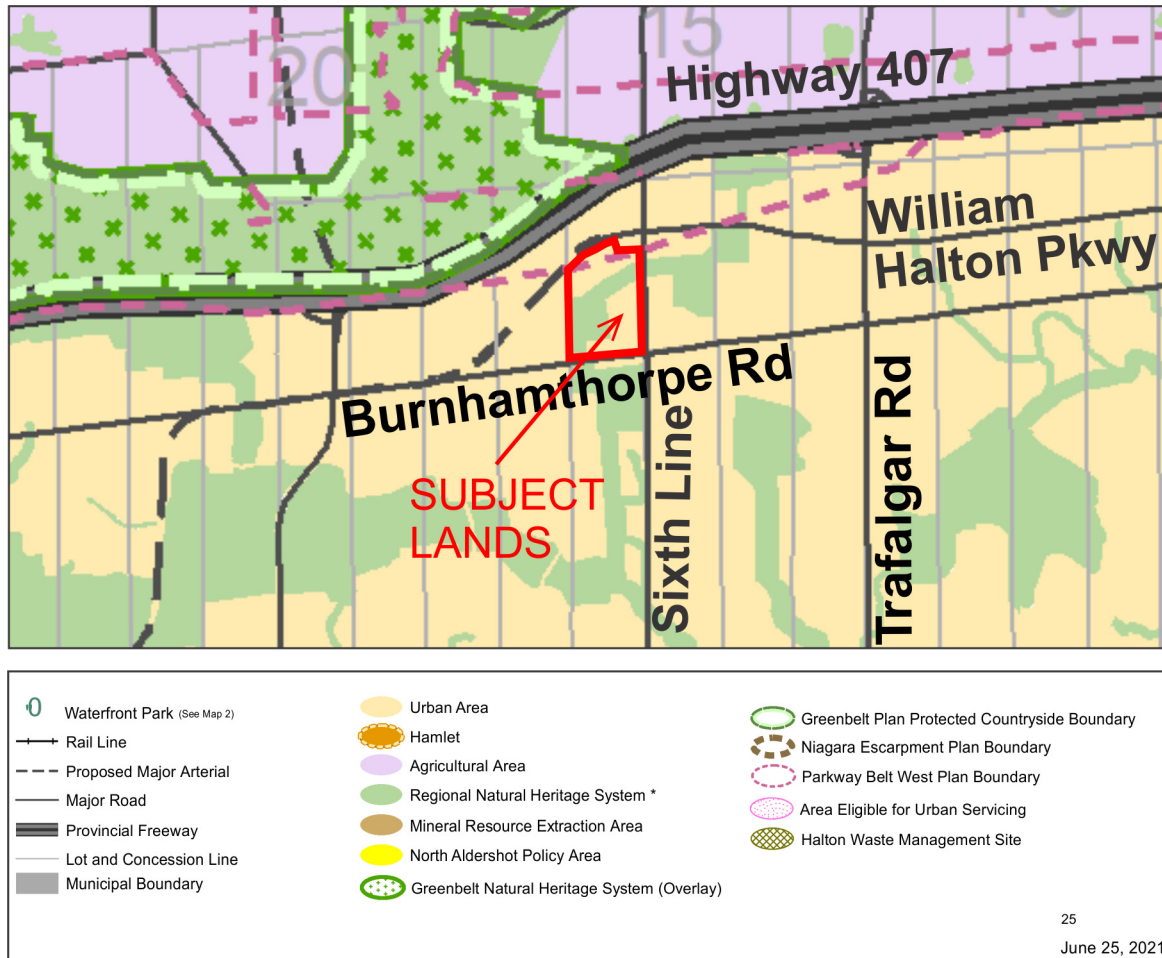 20
15
Highway 407
William
Halton Pkwy
Burnhamthorpe Rd
SUBJECT
LANDS
Sixth Line
Trafalgar Rd
Waterfront Park (See Map 2)
Rail Line
Proposed Major Arterial
Major Road
Provincial Freeway
Lot and Concession Line
Municipal Boundary
Urban Area
Hamlet
Agricultural Area
Regional Natural Heritage System *
Mineral Resource Extraction Area
North Aldershot Policy Area
Greenbelt Natural Heritage System (Overlay)
Greenbelt Plan Protected Countryside Boundary
Niagara Escarpment Plan Boundary
Parkway Belt West Plan Boundary
Area Eligible for Urban Servicing
Halton Waste Management Site
25
June 25, 2021